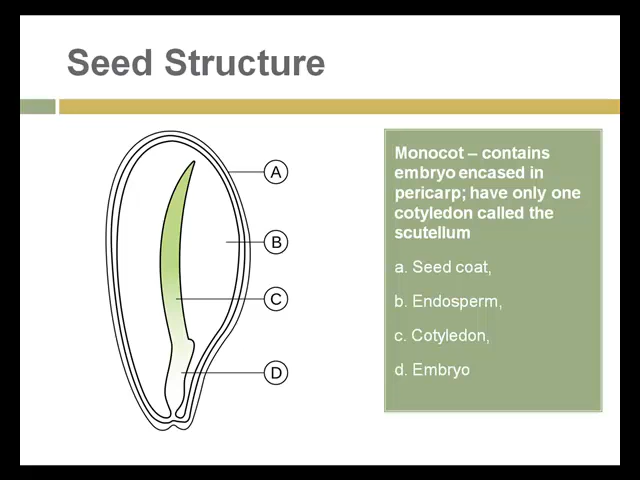 Seed Structure
A
B
C
D
Monocot – contains
embryo encased in
pericarp; have only one
cotyledon called the
scutellum
a. Seed coat,
b. Endosperm,
c. Cotyledon,
d. Embryo